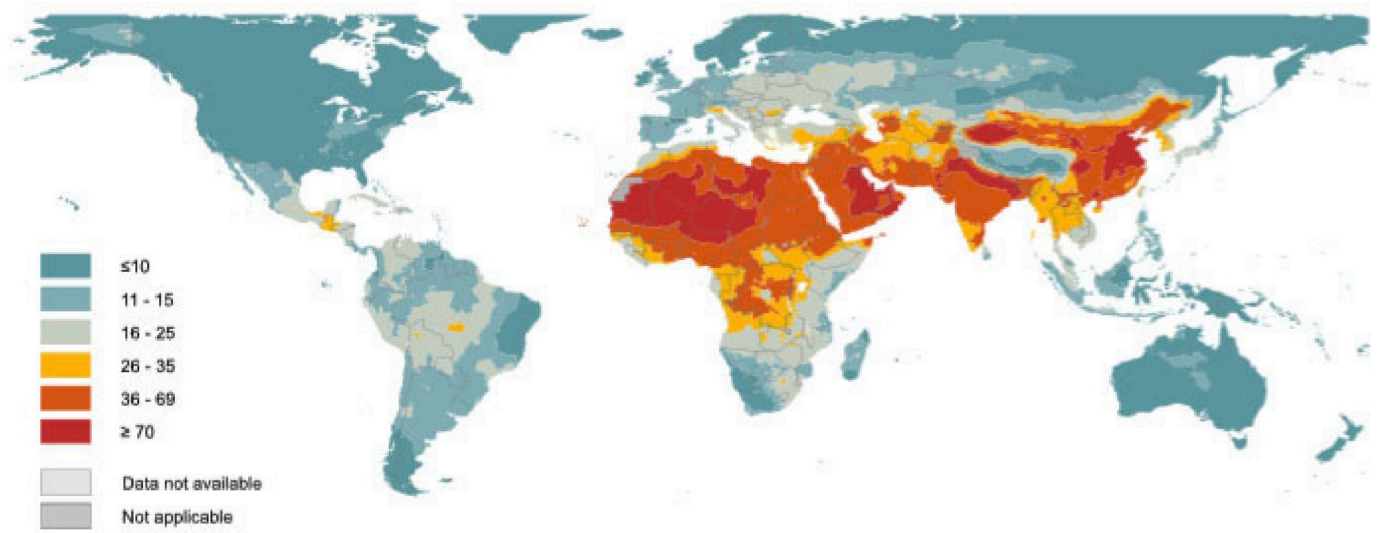 ≤10
11 - 15
16 - 25
26 - 35
36 - 69
≥ 70
Data not available
Not applicable